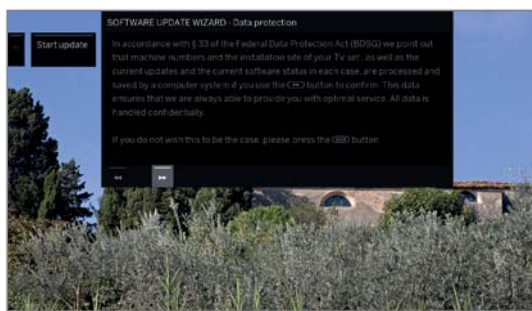 SOFTWARE UPDATE WIZARD - Data protection
... Start update
In accordance with § 33 of the Federal Data Protection Act (BDSG) we point out
that machine numbers and the installation site of your TV set , as well as the
current updates and the current software status in each case, are processed and
saved by a computer system if you use the button to confirm. This data
ensures that we are always able to provide you with optimal service. All data is
handled confidentially.
If you do not wish this to be the case, please press the button